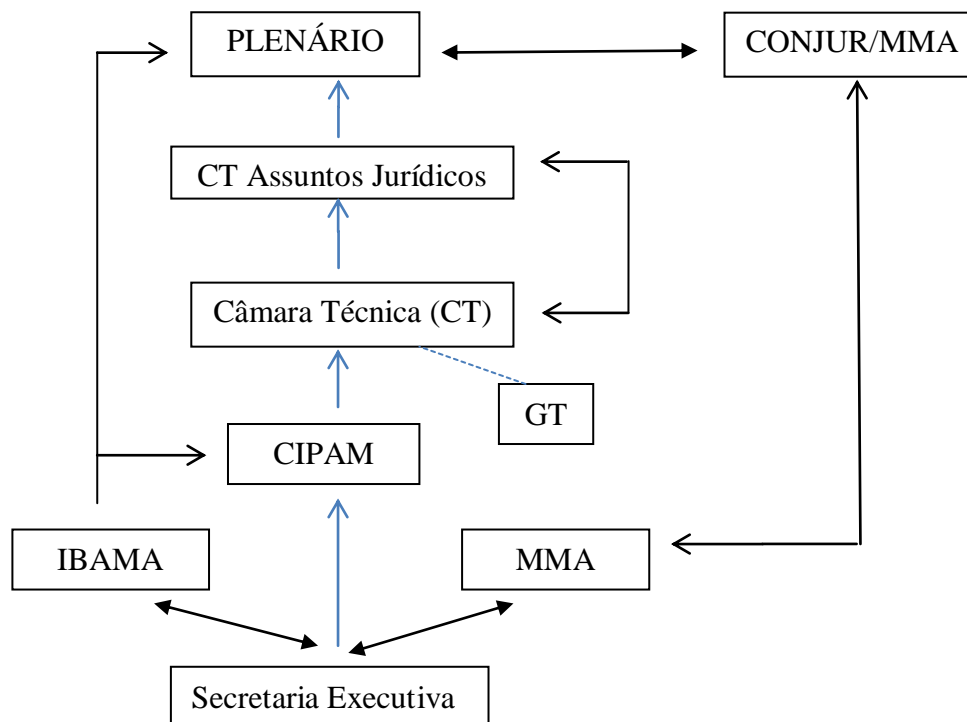 PLENÁRIO
CONJUR/MMA
CT Assuntos Jurídicos
Câmara Técnica (CT)
GT
CIPAM
IBAMA
MMA
Secretaria Executiva